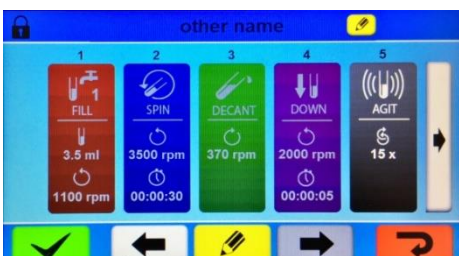 other name
1
2
3
4
5
1
FILL
SPIN
DECANT
DOWN
AGIT
3.5 ml
3500 rpm
370 rpm
2000 rpm
15 x
1100 rpm
00:00:30
00:00:05